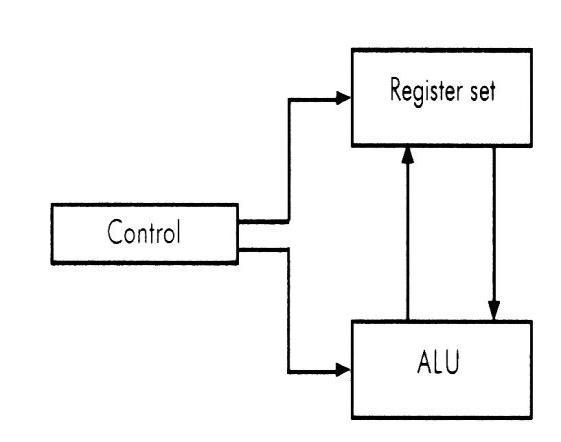 Register set
Control
ALU